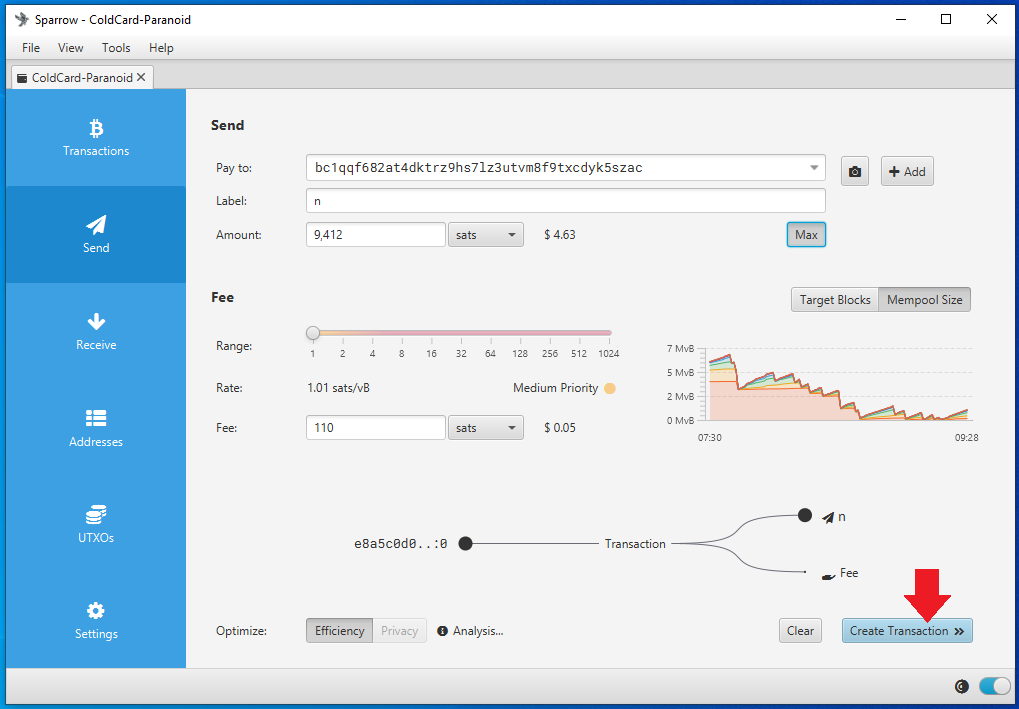 Sparrow - ColdCard-Paranoid
File View Tools Help
ColdCard-Paranoid
Transactions
Send
Receive
Addresses
UTXOs
Settings
Send
Pay to: bc1qqf682at4dktrz9hs7lz3utvm8f9txcdyk5szac Add
Label: n
Amount: 9,412 sats $ 4.63 Max
Fee
Target Blocks Mempool Size
Range:
1 2 4 8 16 32 64 128 256 512 1024
Rate: 1.01 sats/vB Medium Priority
Fee: 110 sats $ 0.05
7 MvB
5 MvB
2 MvB
0 MvB
07:30 09:28
e8a5c0d0..:0 Transaction n
Fee
Optimize: Efficiency Privacy Analysis... Clear Create Transaction »